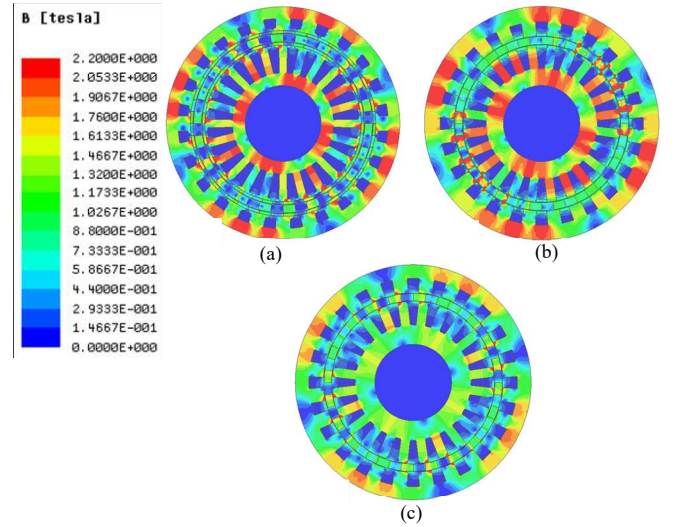 B [tesla]
2.2000E+000
2.0533E+000
1.9067E+000
1.7600E+000
1.6133E+000
1.4667E+000
1.3200E+000
1.1733E+000
1.0267E+000
8.8000E-001
7.3333E-001
5.8667E-001
4.4000E-001
2.9333E-001
1.4667E-001
0.0000E+000
(a)
(b)
(c)